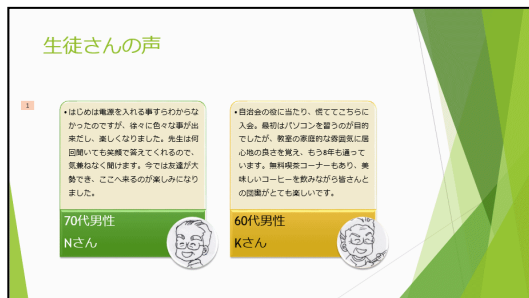 生徒さんの声
1
•はじめは電源を入れる事すらわからな
かったのですが、徐々に色々な事が出
来だし、楽しくなりました。先生は何
回聞いても笑顔で答えてくれるので、
気兼ねなく聞けます。今では友達が大
勢でき、ここへ来るのが楽しみになり
ました。
70代男性
Nさん
•自治会の役に当たり、慌ててこちらに
入会。最初はパソコンを習うのが目的
でしたが、教室の家庭的な雰囲気に居
心地の良さを覚え、もう8年も通って
います。無料喫茶コーナーもあり、美
味しいコーヒーを飲みながら皆さんと
の団欒がとても楽しいです。
60代男性
Kさん